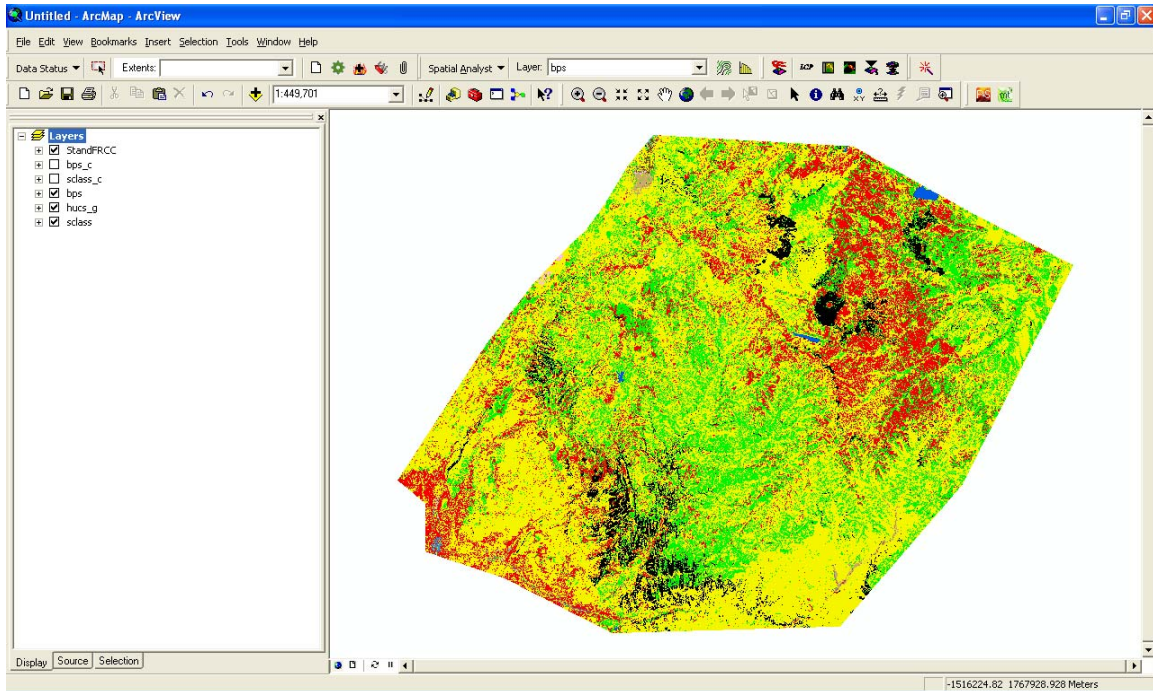 Untitled - ArcMap - ArcView
File Edit View Bookmarks Insert Selection Tools Window Help
Data Status Extents: Spatial Analyst Layer: bps LCP
1:449,701
Layers
StandFRCC
bps_c
sclass_c
bps
hucs_g
sclass
Display Source Selection
-1516224.82 1767928.928 Meters